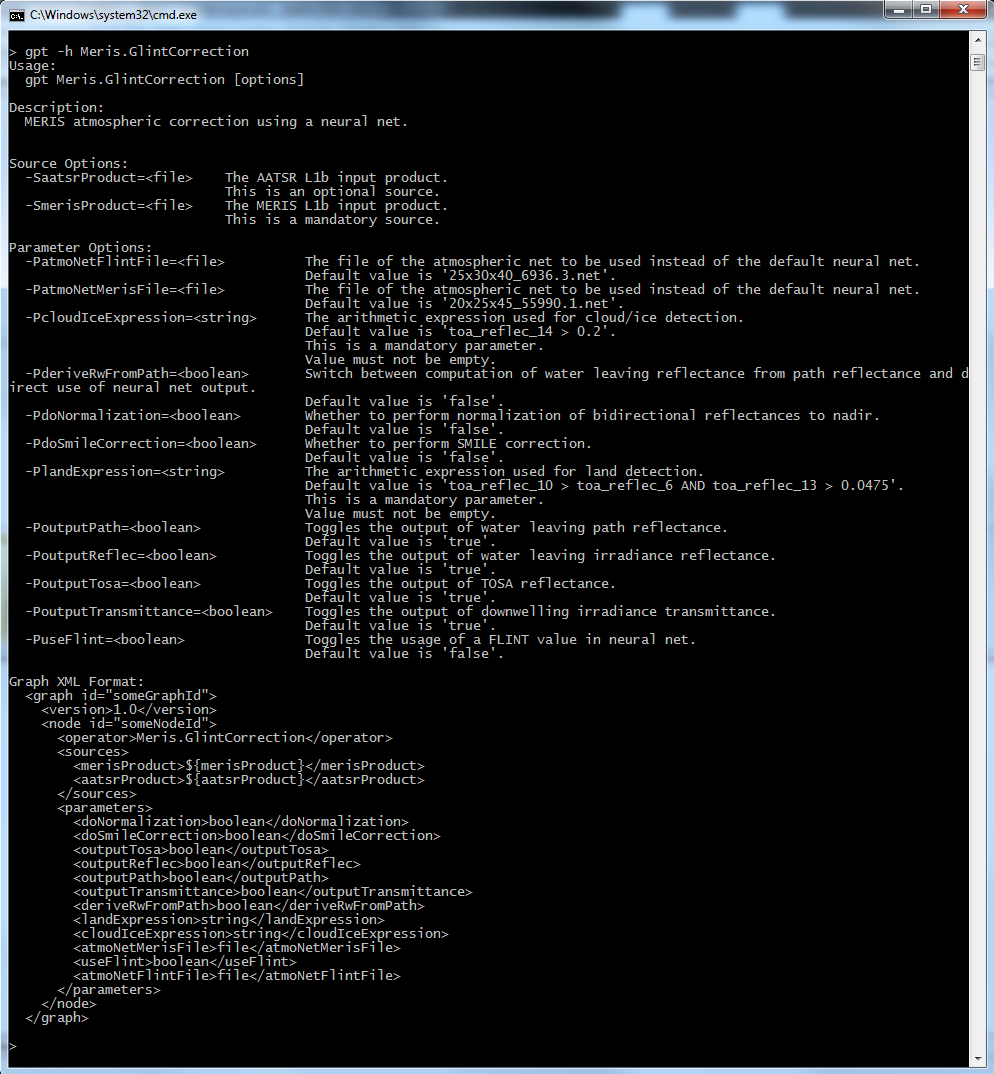 C:\Windows\system32\cmd.exe
> gpt -h Meris.GlintCorrection
Usage:
  gpt Meris.GlintCorrection [options]

Description:
  MERIS atmospheric correction using a neural net.


Source Options:
  -SaatsrProduct=<file>    The AATSR L1b input product.
                           This is an optional source.
  -SmerisProduct=<file>    The MERIS L1b input product.
                           This is a mandatory source.

Parameter Options:
  -PatmoNetFlintFile=<file>          The file of the atmospheric net to be used instead of the default neural net.
                                     Default value is '25x30x40_6936.3.net'.
  -PatmoNetMerisFile=<file>          The file of the atmospheric net to be used instead of the default neural net.
                                     Default value is '20x25x45_55990.1.net'.
  -PcloudIceExpression=<string>      The arithmetic expression used for cloud/ice detection.
                                     Default value is 'toa_reflec_14 > 0.2'.
                                     This is a mandatory parameter.
                                     Value must not be empty.
  -PderiveRwFromPath=<boolean>       Switch between computation of water leaving reflectance from path reflectance and d
irect use of neural net output.
                                     Default value is 'false'.
  -PdoNormalization=<boolean>        Whether to perform normalization of bidirectional reflectances to nadir.
                                     Default value is 'false'.
  -PdoSmileCorrection=<boolean>      Whether to perform SMILE correction.
                                     Default value is 'false'.
  -PlandExpression=<string>          The arithmetic expression used for land detection.
                                     Default value is 'toa_reflec_10 > toa_reflec_6 AND toa_reflec_13 > 0.0475'.
                                     This is a mandatory parameter.
                                     Value must not be empty.
  -PoutputPath=<boolean>             Toggles the output of water leaving path reflectance.
                                     Default value is 'true'.
  -PoutputReflec=<boolean>           Toggles the output of water leaving irradiance reflectance.
                                     Default value is 'true'.
  -PoutputTosa=<boolean>             Toggles the output of TOSA reflectance.
                                     Default value is 'true'.
  -PoutputTransmittance=<boolean>    Toggles the output of downwelling irradiance transmittance.
                                     Default value is 'true'.
  -PuseFlint=<boolean>               Toggles the usage of a FLINT value in neural net.
                                     Default value is 'false'.

Graph XML Format:
  <graph id="someGraphId">
    <version>1.0</version>
    <node id="someNodeId">
      <operator>Meris.GlintCorrection</operator>
      <sources>
        <merisProduct>${merisProduct}</merisProduct>
        <aatsrProduct>${aatsrProduct}</aatsrProduct>
      </sources>
      <parameters>
        <doNormalization>boolean</doNormalization>
        <doSmileCorrection>boolean</doSmileCorrection>
        <outputTosa>boolean</outputTosa>
        <outputReflec>boolean</outputReflec>
        <outputPath>boolean</outputPath>
        <outputTransmittance>boolean</outputTransmittance>
        <deriveRwFromPath>boolean</deriveRwFromPath>
        <landExpression>string</landExpression>
        <cloudIceExpression>string</cloudIceExpression>
        <atmoNetMerisFile>file</atmoNetMerisFile>
        <useFlint>boolean</useFlint>
        <atmoNetFlintFile>file</atmoNetFlintFile>
      </parameters>
    </node>
  </graph>

>